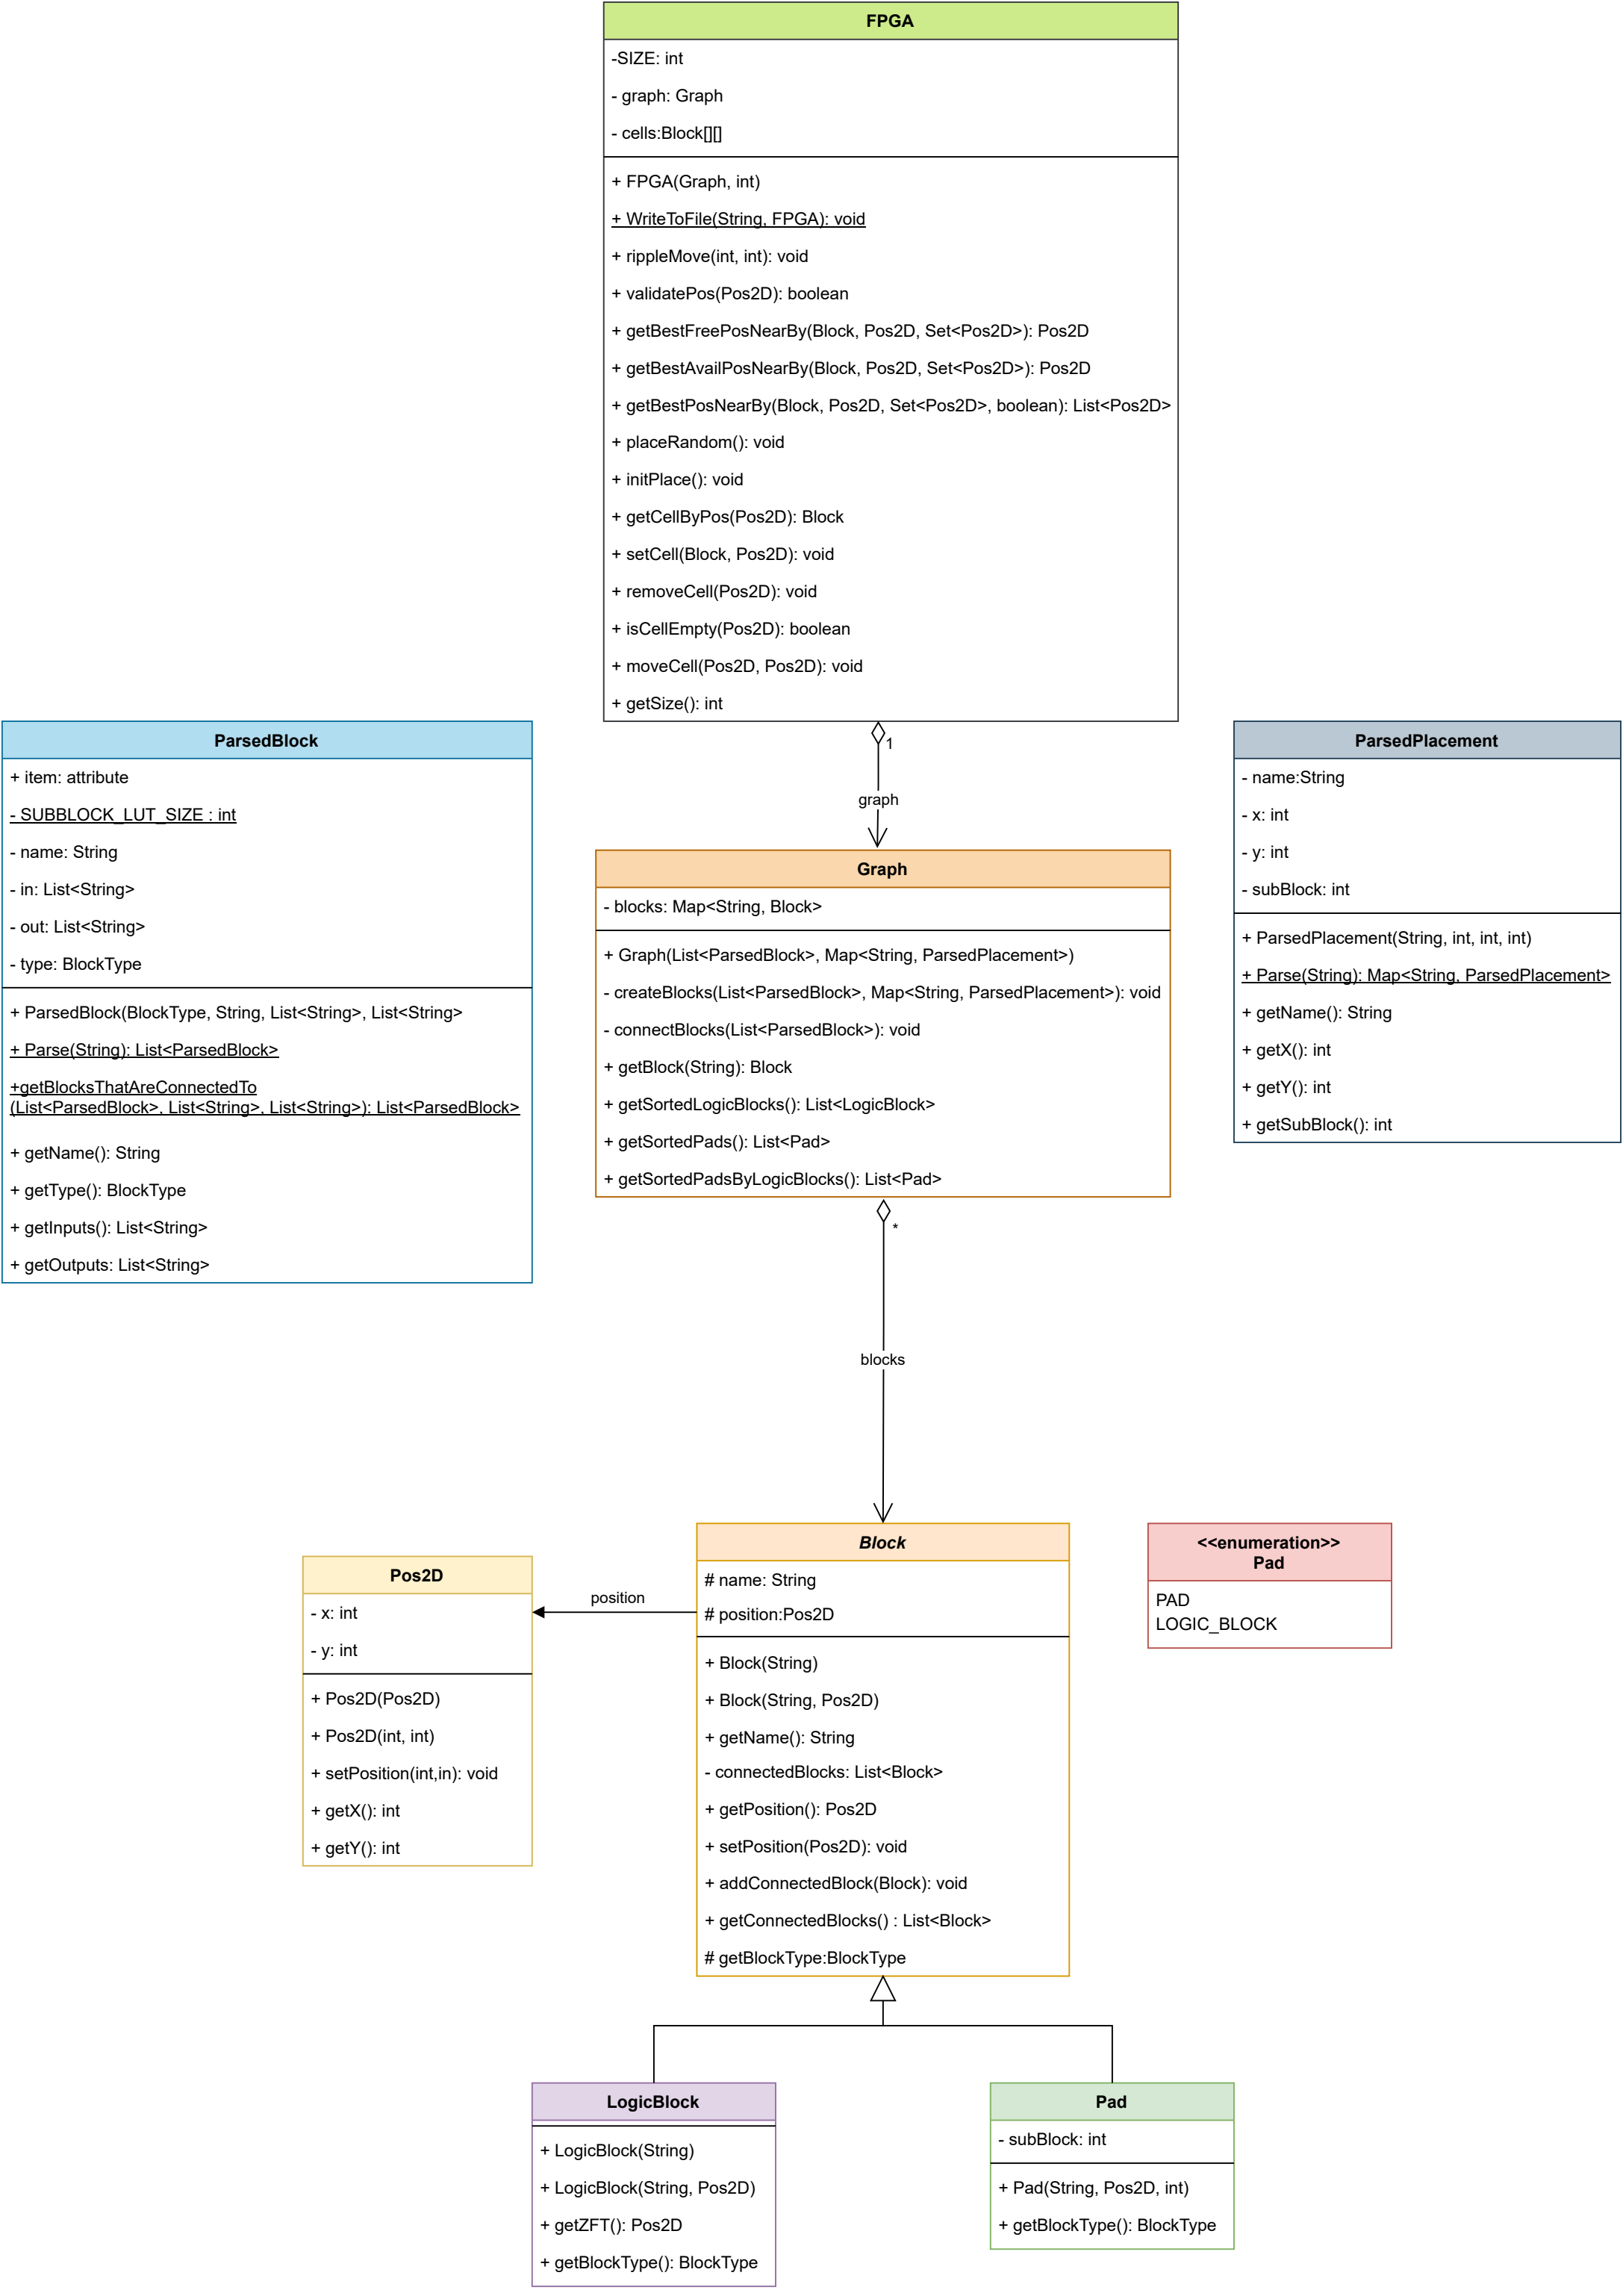 FPGA
-SIZE: int
- graph: Graph
- cells:Block[][]
+ FPGA(Graph, int)
+ WriteToFile(String, FPGA): void
+ rippleMove(int, int): void
+ validatePos(Pos2D): boolean
+ getBestFreePosNearBy(Block, Pos2D, Set<Pos2D>): Pos2D
+ getBestAvailPosNearBy(Block, Pos2D, Set<Pos2D>): Pos2D
+ getBestPosNearBy(Block, Pos2D, Set<Pos2D>, boolean): List<Pos2D>
+ placeRandom(): void
+ initPlace(): void
+ getCellByPos(Pos2D): Block
+ setCell(Block, Pos2D): void
+ removeCell(Pos2D): void
+ isCellEmpty(Pos2D): boolean
+ moveCell(Pos2D, Pos2D): void
+ getSize(): int
1
graph
ParsedBlock
+ item: attribute
- SUBBLOCK_LUT_SIZE : int
- name: String
- in: List<String>
- out: List<String>
- type: BlockType
+ ParsedBlock(BlockType, String, List<String>, List<String>
+ Parse(String): List<ParsedBlock>
+getBlocksThatAreConnectedTo
(List<ParsedBlock>, List<String>, List<String>): List<ParsedBlock>
+ getName(): String
+ getType(): BlockType
+ getInputs(): List<String>
+ getOutputs: List<String>
Graph
- blocks: Map<String, Block>
+ Graph(List<ParsedBlock>, Map<String, ParsedPlacement>)
- createBlocks(List<ParsedBlock>, Map<String, ParsedPlacement>): void
- connectBlocks(List<ParsedBlock>): void
+ getBlock(String): Block
+ getSortedLogicBlocks(): List<LogicBlock>
+ getSortedPads(): List<Pad>
+ getSortedPadsByLogicBlocks(): List<Pad>
*
blocks
ParsedPlacement
- name:String
- x: int
- y: int
- subBlock: int
+ ParsedPlacement(String, int, int, int)
+ Parse(String): Map<String, ParsedPlacement>
+ getName(): String
+ getX(): int
+ getY(): int
+ getSubBlock(): int
Pos2D
- x: int
- y: int
+ Pos2D(Pos2D)
+ Pos2D(int, int)
+ setPosition(int,in): void
+ getX(): int
+ getY(): int
position
Block
# name: String
# position:Pos2D
+ Block(String)
+ Block(String, Pos2D)
+ getName(): String
- connectedBlocks: List<Block>
+ getPosition(): Pos2D
+ setPosition(Pos2D): void
+ addConnectedBlock(Block): void
+ getConnectedBlocks() : List<Block>
# getBlockType:BlockType
<<enumeration>>
Pad
PAD
LOGIC_BLOCK
LogicBlock
+ LogicBlock(String)
+ LogicBlock(String, Pos2D)
+ getZFT(): Pos2D
+ getBlockType(): BlockType
Pad
- subBlock: int
+ Pad(String, Pos2D, int)
+ getBlockType(): BlockType